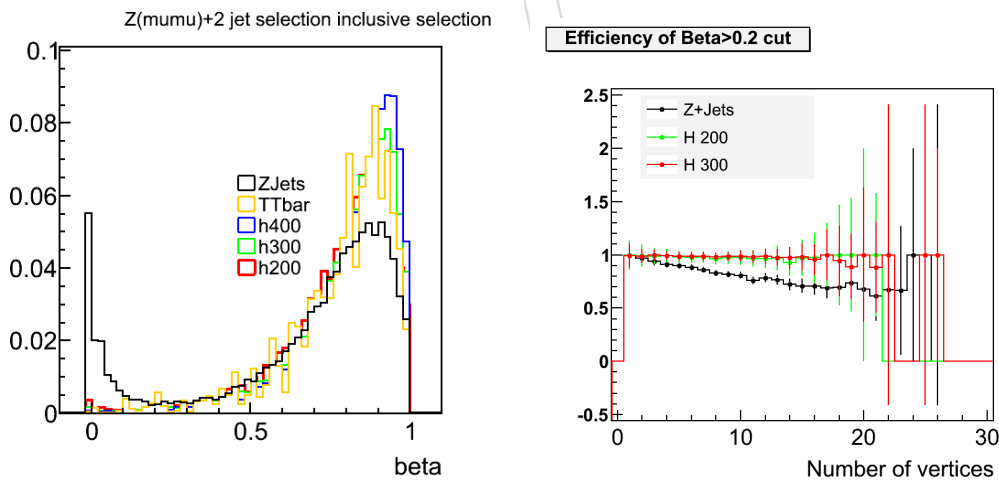 Z(mumu)+2 jet selection inclusive selection
0.1
0.08
0.06
0.04
0.02
0
0
0.5
1
beta
ZJets
TTbar
h400
h300
h200
Efficiency of Beta>0.2 cut
2.5
2
1.5
1
0.5
0
-0.5
0
10
20
30
Number of vertices
Z+Jets
H 200
H 300